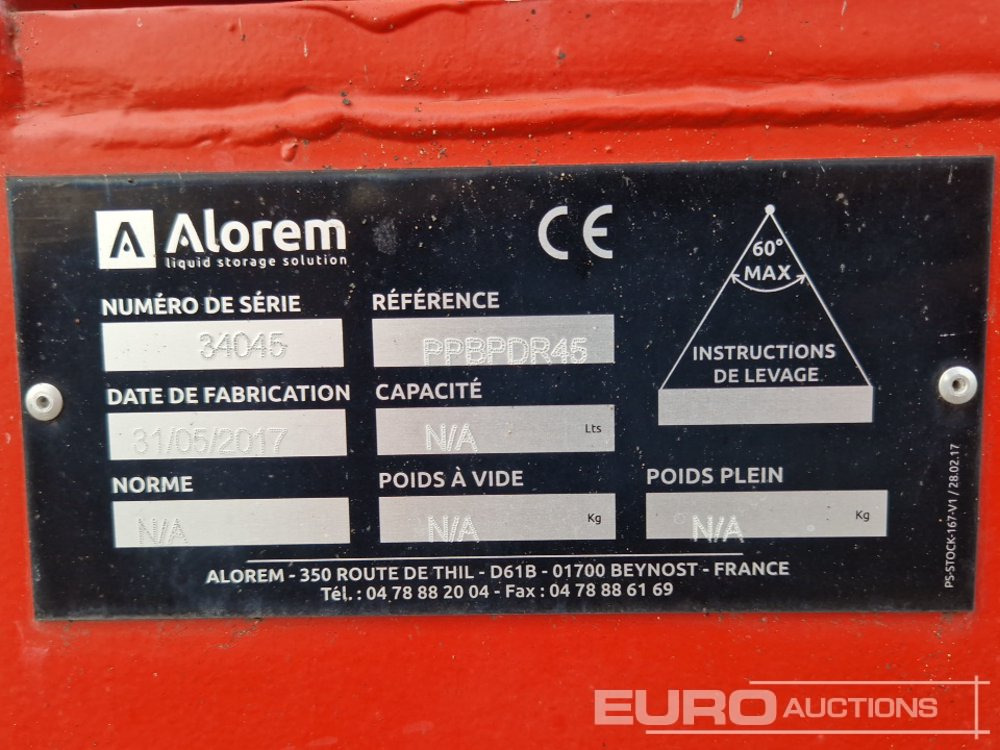 A Alorem
liquid storage solution
CE
60°
MAX
INSTRUCTIONS
DE LEVAGE
NUMÉRO DE SÉRIE
34045
RÉFÉRENCE
PPBPDR45
DATE DE FABRICATION
31/05/2017
CAPACITÉ
N/A Lts
NORME
N/A
POIDS À VIDE
N/A Kg
POIDS PLEIN
N/A Kg
ALOREM - 350 ROUTE DE THIL - D61B - 01700 BEYNOST - FRANCE
Tél. : 04 78 88 20 04 - Fax : 04 78 88 61 69
PS-STOCK-167-V1 / 28.02.17
EURO AUCTIONS